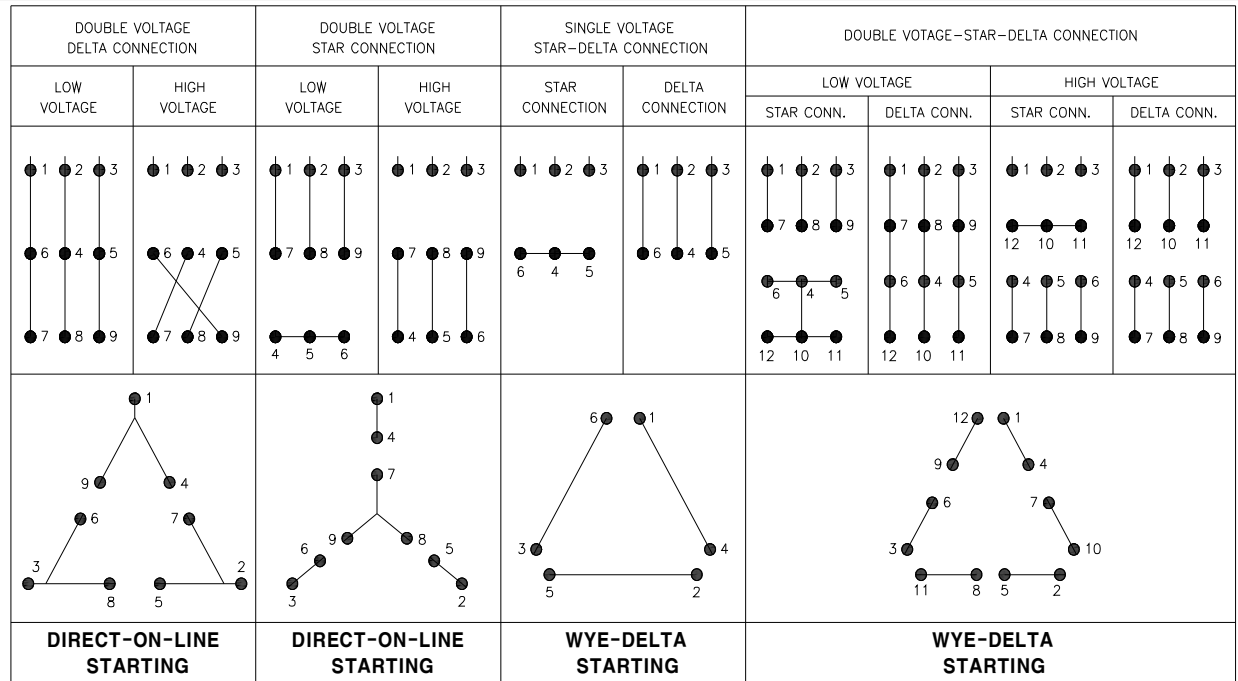 DOUBLE VOLTAGE
DELTA CONNECTION
DOUBLE VOLTAGE
STAR CONNECTION
SINGLE VOLTAGE
STAR-DELTA CONNECTION
DOUBLE VOTAGE-STAR-DELTA CONNECTION
LOW
VOLTAGE
HIGH
VOLTAGE
LOW
VOLTAGE
HIGH
VOLTAGE
STAR
CONNECTION
DELTA
CONNECTION
LOW VOLTAGE
HIGH VOLTAGE
STAR CONN.
DELTA CONN.
STAR CONN.
DELTA CONN.
1 2 3
6 4 5
7 8 9
1 2 3
6 4 5
7 8 9
1 2 3
7 8 9
4 5 6
1 2 3
7 8 9
4 5 6
1 2 3
6 4 5
1 2 3
6 4 5
1 2 3
7 8 9
6 4 5
12 10 11
1 2 3
7 8 9
6 4 5
12 10 11
1 2 3
12 10 11
4 5 6
7 8 9
1 2 3
12 10 11
4 5 6
7 8 9
1
9 4
6 7
3 2
8 5
1
4
7
9 8
6 5
3 2
6 1
3 4
5 2
12 1
9 4
6 7
3 10
11 8 5 2
DIRECT-ON-LINE
STARTING
DIRECT-ON-LINE
STARTING
WYE-DELTA
STARTING
WYE-DELTA
STARTING